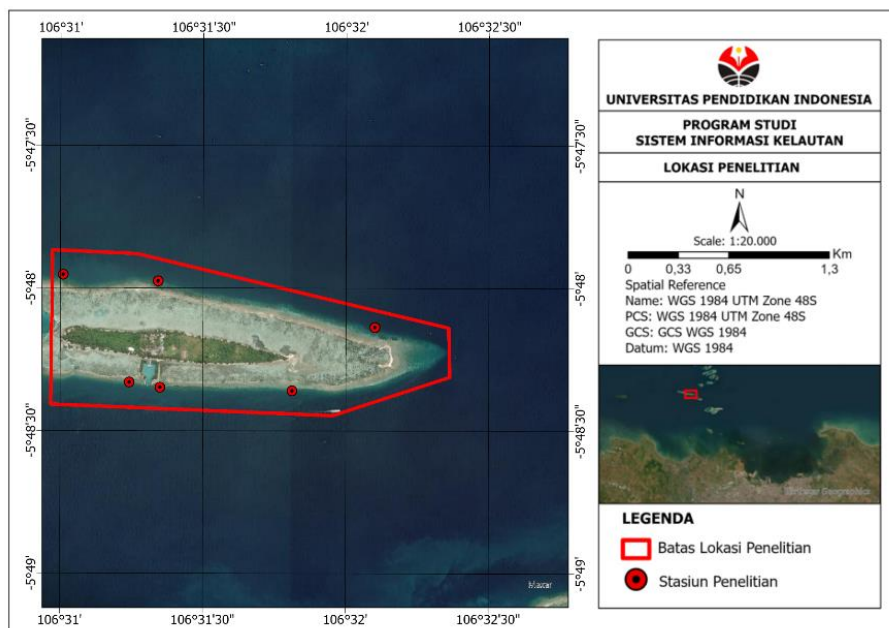 106°31' 106°31'30" 106°32' 106°32'30"
-5°47'30"
-5°48'
-5°48'30"
-5°49'
-5°47'30"
-5°48'
-5°48'30"
-5°49'
Maxar
106°31' 106°31'30" 106°32' 106°32'30"
UNIVERSITAS PENDIDIKAN INDONESIA
PROGRAM STUDI
SISTEM INFORMASI KELAUTAN
LOKASI PENELITIAN
N
Scale: 1:20.000
Km
0 0,33 0,65 1,3
Spatial Reference
Name: WGS 1984 UTM Zone 48S
PCS: WGS 1984 UTM Zone 48S
GCS: GCS WGS 1984
Datum: WGS 1984
Earthstar Geographics
LEGENDA
Batas Lokasi Penelitian
Stasiun Penelitian